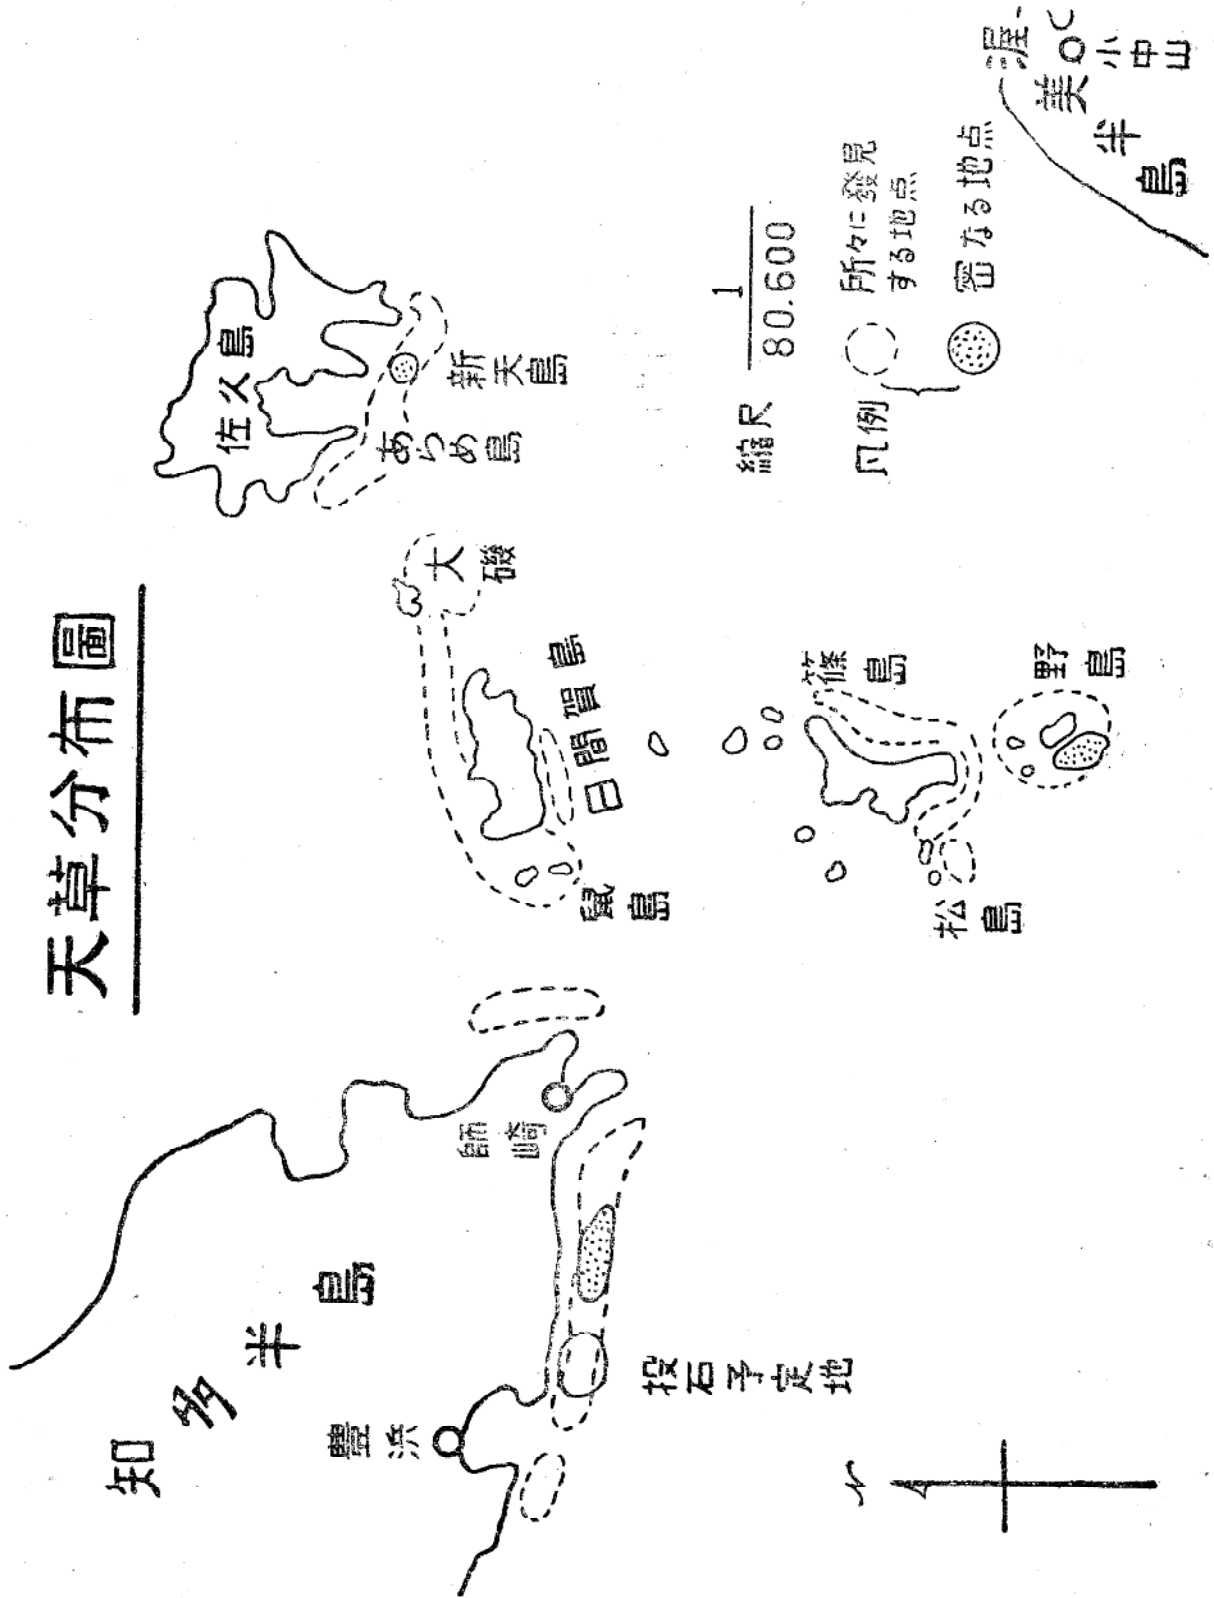 天草分布圖
知多半島
豊浜
師崎
投石予定地
佐久島
新天島
あらめ島
大磯
日間賀島
鼠島
篠島
野島
松島
縮尺 1/80.600
凡例
所々に發見
する地点
密なる地点
渥美半島
小中山
N